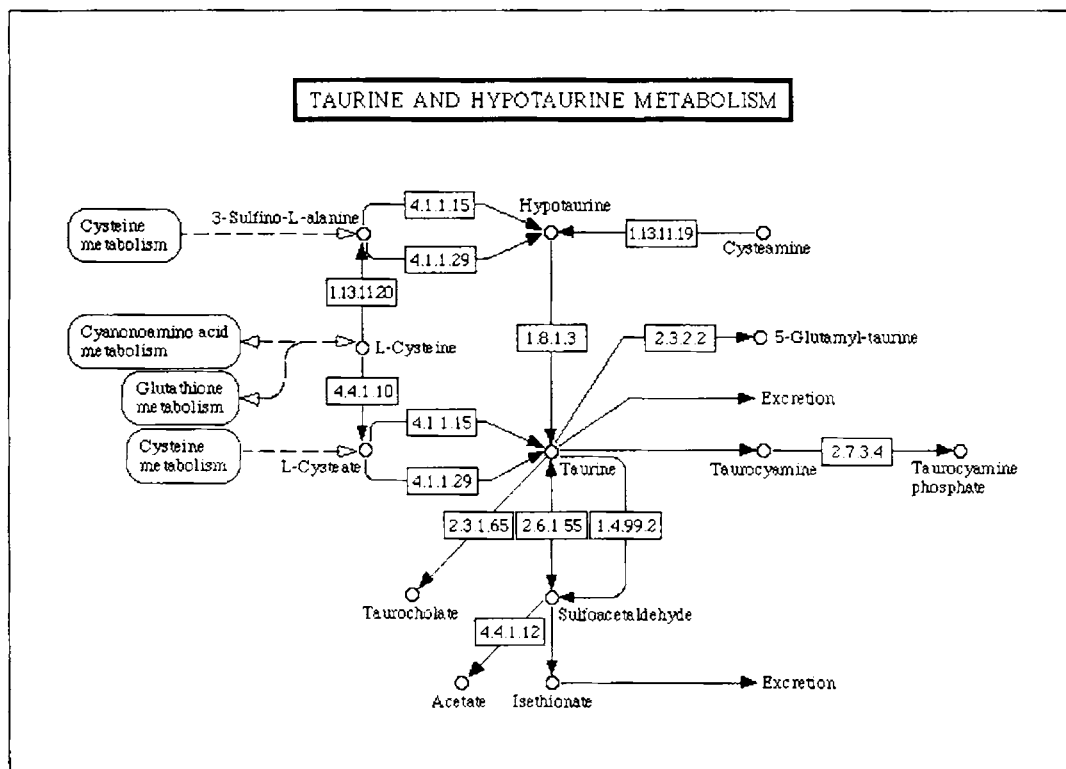 TAURINE AND HYPOTAURINE METABOLISM
Cysteine
metabolism
3-Sulfino-L-alanine
4.1.1.15
Hypotaurine
4.1.1.29
1.13.11.19
Cysteamine
1.13.11.20
Cyanonoamino acid
metabolism
L-Cysteine
1.8.1.3
2.3.2.2
5-Glutamyl-taurine
Glutathione
metabolism
4.4.1.10
Excretion
Cysteine
metabolism
L-Cysteate
4.1.1.15
4.1.1.29
Taurine
Taurocyamine
2.7.3.4
Taurocyamine
phosphate
2.3.1.65
2.6.1.55
1.4.99.2
Taurocholate
Sulfoacetaldehyde
4.4.1.12
Acetate
Isethionate
Excretion